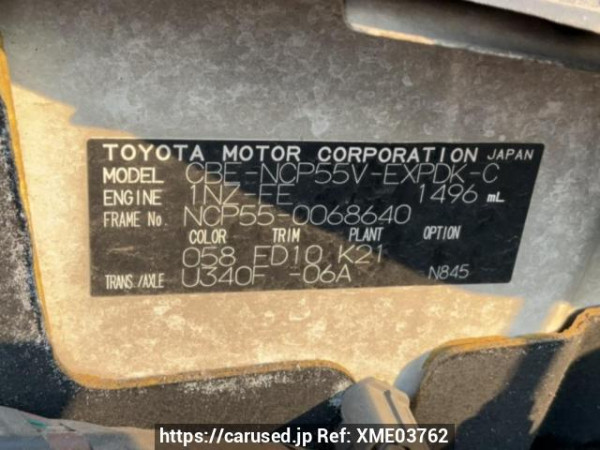 TOYOTA MOTOR CORPORATION JAPAN
MODEL CBE-NCP55V-EXPDK-C
ENGINE 1NZ-FE 1496 mL
FRAME No. NCP55-0068640
COLOR TRIM PLANT OPTION
058 FD10 K21
TRANS./AXLE U340F -06A N845
https://carused.jp Ref: XME03762